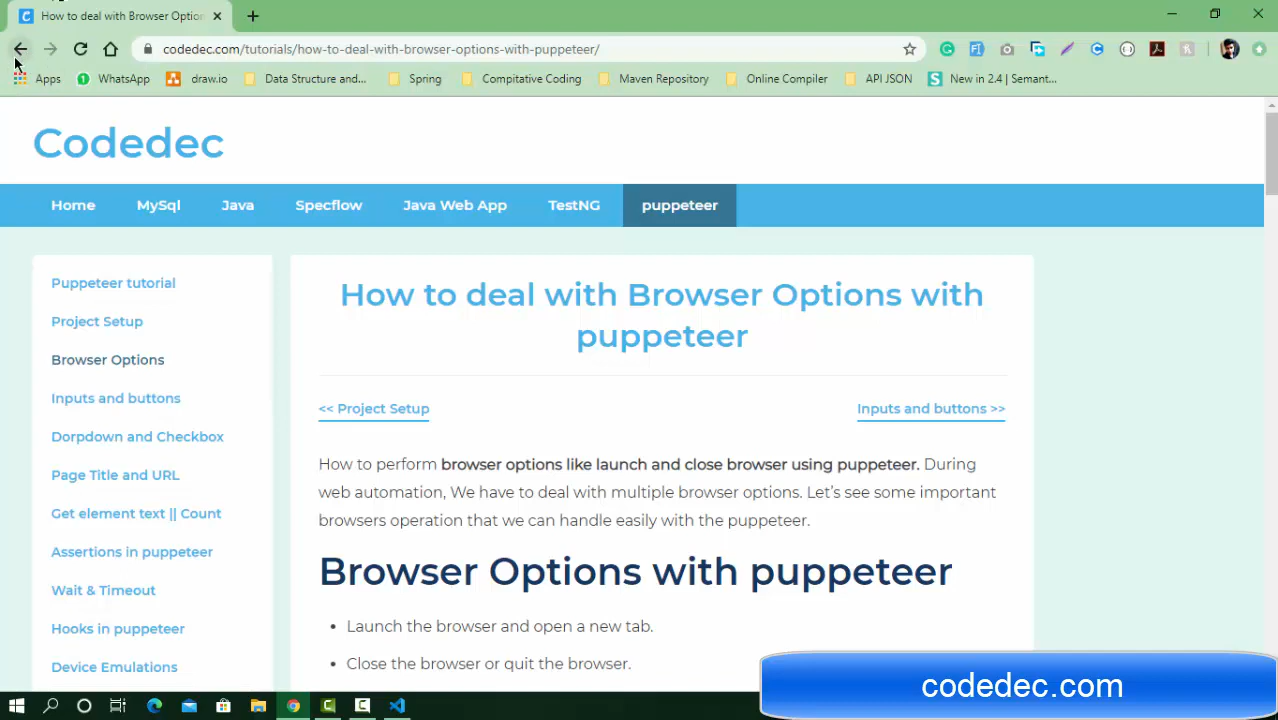 How to deal with Browser Option
codedec.com/tutorials/how-to-deal-with-browser-options-with-puppeteer/
Apps WhatsApp draw.io Data Structure and... Spring Compitative Coding Maven Repository Online Compiler API JSON New in 2.4 | Semant...
Codedec
Home MySql Java Specflow Java Web App TestNG puppeteer
Puppeteer tutorial
Project Setup
Browser Options
Inputs and buttons
Dorpdown and Checkbox
Page Title and URL
Get element text || Count
Assertions in puppeteer
Wait & Timeout
Hooks in puppeteer
Device Emulations
How to deal with Browser Options with
puppeteer
<< Project Setup Inputs and buttons >>
How to perform browser options like launch and close browser using puppeteer. During
web automation, We have to deal with multiple browser options. Let's see some important
browsers operation that we can handle easily with the puppeteer.
Browser Options with puppeteer
• Launch the browser and open a new tab.
• Close the browser or quit the browser.
codedec.com